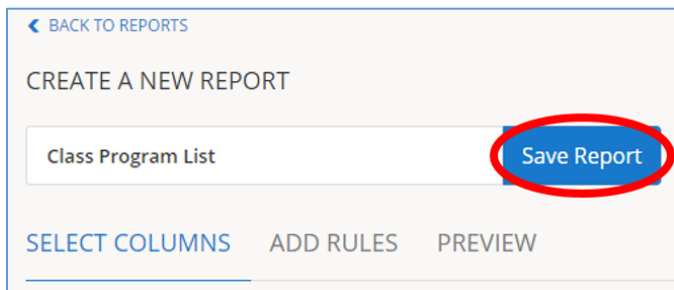 BACK TO REPORTS
CREATE A NEW REPORT
Class Program List Save Report
SELECT COLUMNS ADD RULES PREVIEW